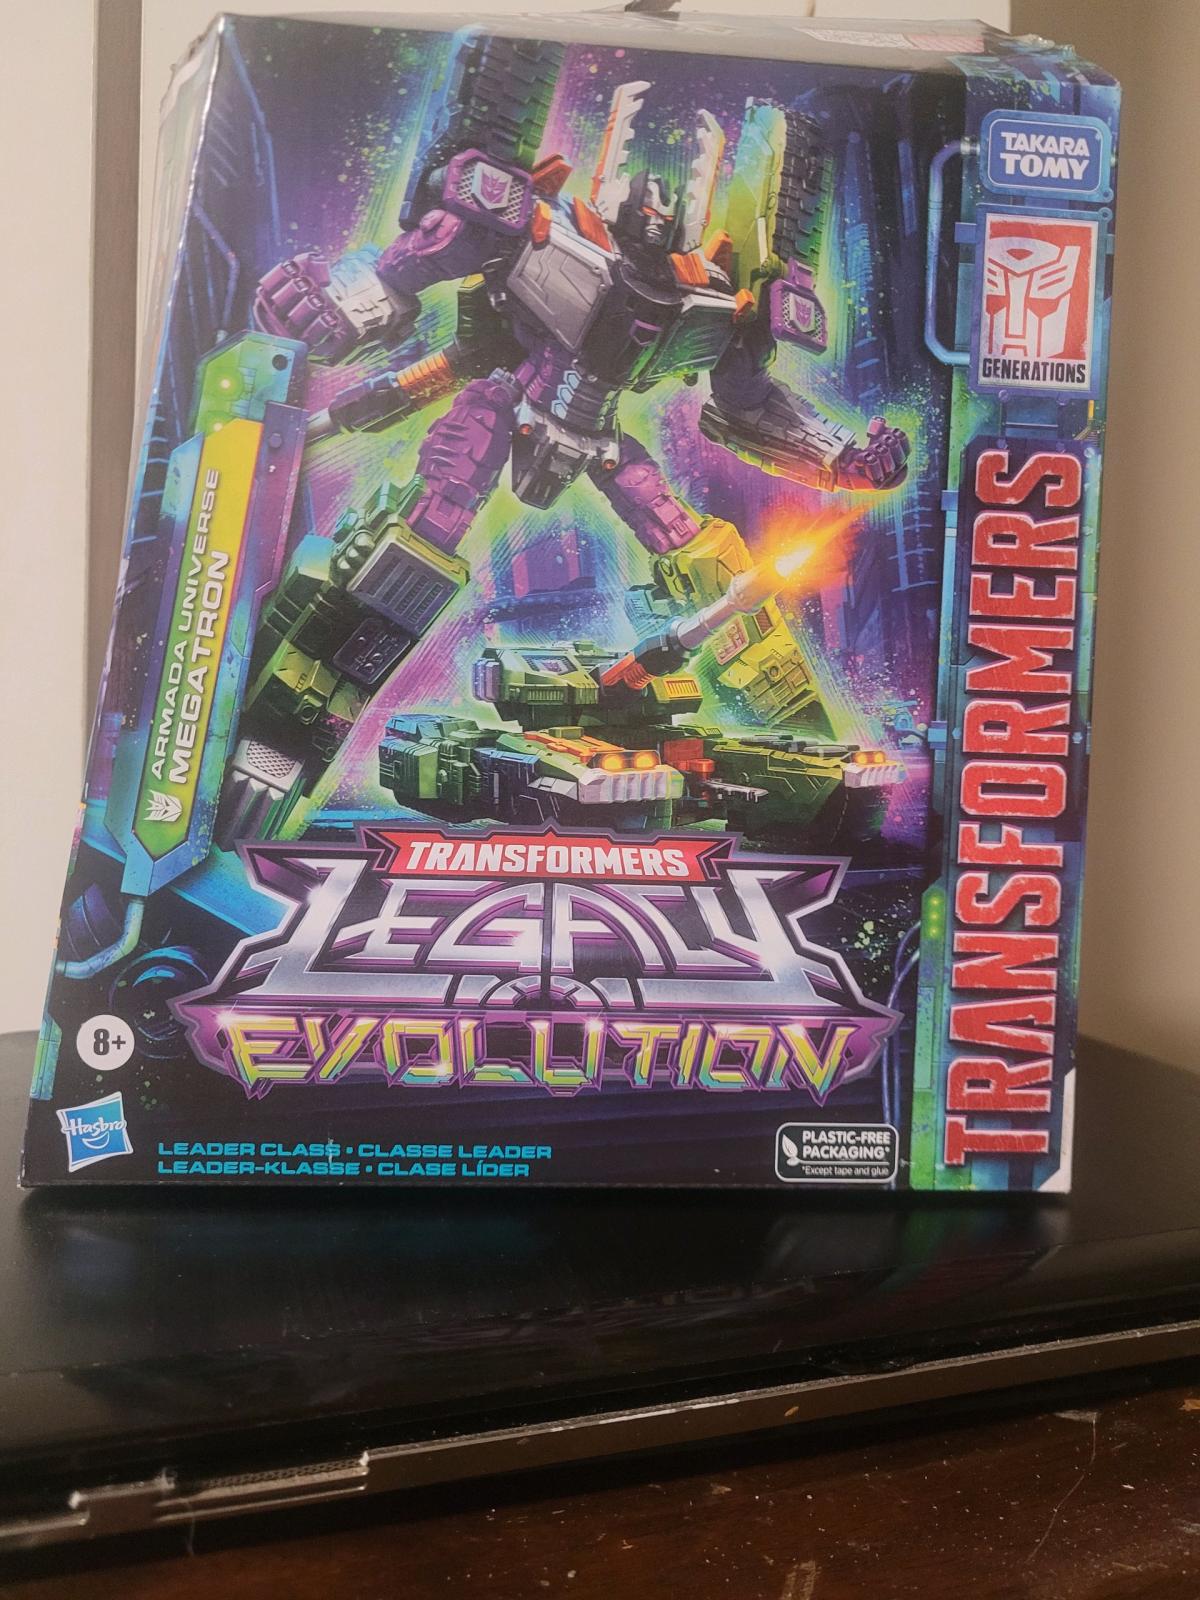 TAKARA
TOMY
GENERATIONS
TRANSFORMERS
ARMADA UNIVERSE
MEGATRON
TRANSFORMERS
LEGACY
EVOLUTION
8+
Hasbro
LEADER CLASS • CLASSE LEADER
LEADER-KLASSE • CLASE LÍDER
PLASTIC-FREE
PACKAGING*
*Except tape and glue